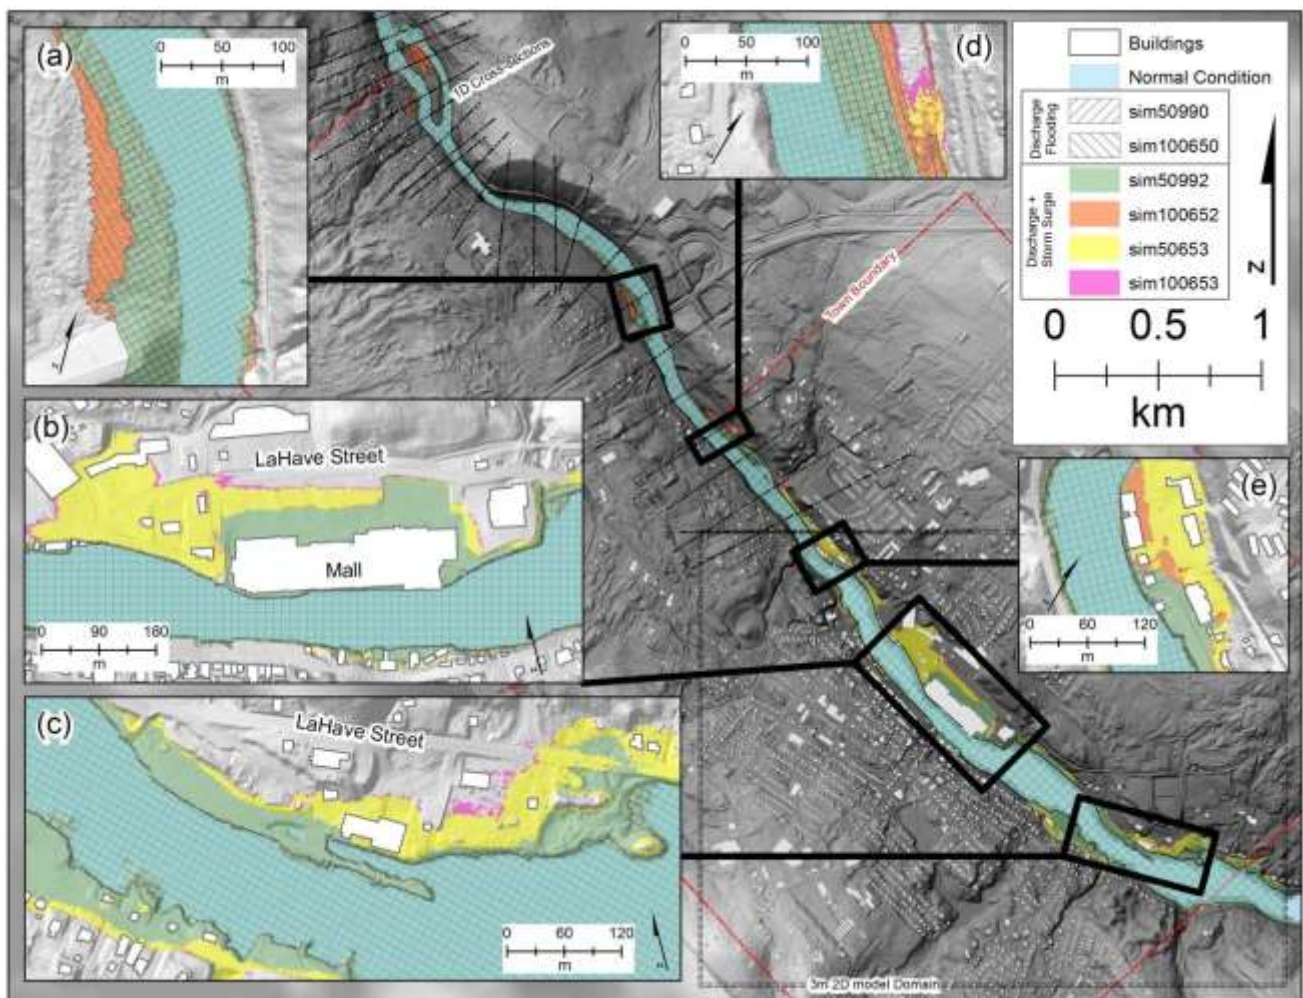 (a)
0 50 100
m
1D Cross-Sections
(d)
0 50 100
m
Buildings
Normal Condition
Discharge
Flooding
sim50990
sim100650
Discharge +
Storm Surge
sim50992
sim100652
sim50653
sim100653
N
0 0.5 1
km
Town Boundary
(b)
LaHave Street
Mall
0 90 180
m
(e)
0 60 120
m
(c)
LaHave Street
0 60 120
m
3m 2D model Domain